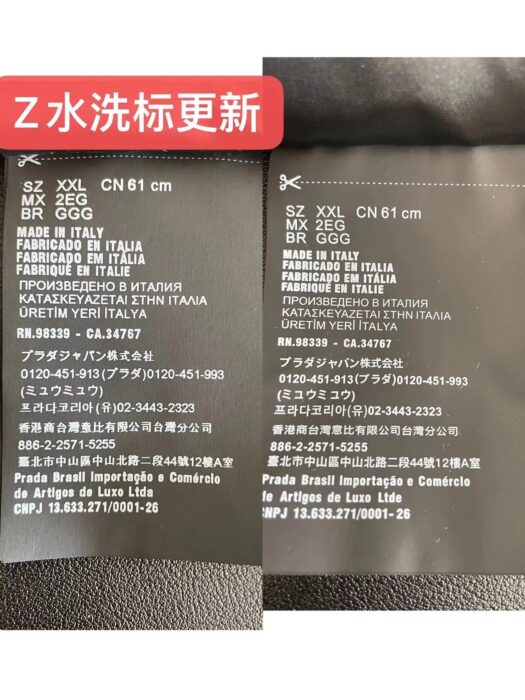 Z水洗标更新
SZ XXL CN 61 cm
MX 2EG
BR GGG
MADE IN ITALY
FABRICADO EN ITALIA
FABRICADO EM ITÁLIA
FABRIQUÉ EN ITALIE
ПРОИЗВЕДЕНО В ИТАЛИЯ
ΚΑΤΑΣΚΕΥΑΖΕΤΑΙ ΣΤΗΝ ΙΤΑΛΙΑ
ÜRETİM YERİ İTALYA
RN.98339 - CA.34767
プラダジャパン株式会社
0120-451-913(プラダ)0120-451-993
(ミュウミュウ)
프라다코리아(유)02-3443-2323
香港商台灣意比有限公司台灣分公司
886-2-2571-5255
臺北市中山區中山北路二段44號12樓A室
Prada Brasil Importação e Comércio
de Artigos de Luxo Ltda
CNPJ 13.633.271/0001-26
SZ XXL CN 61 cm
MX 2EG
BR GGG
MADE IN ITALY
FABRICADO EN ITALIA
FABRICADO EM ITÁLIA
FABRIQUÉ EN ITALIE
ПРОИЗВЕДЕНО В ИТАЛИЯ
ΚΑΤΑΣΚΕΥΑΖΕΤΑΙ ΣΤΗΝ ΙΤΑΛΙΑ
ÜRETİM YERİ İTALYA
RN.98339 - CA.34767
プラダジャパン株式会社
0120-451-913(プラダ)0120-451-993
(ミュウミュウ)
프라다코리아(유)02-3443-2323
香港商台灣意比有限公司台灣分公司
886-2-2571-5255
臺北市中山區中山北路二段44號12樓A室
Prada Brasil Importação e Comércio
de Artigos de Luxo Ltde
CNPJ 13.633.271/0001-26